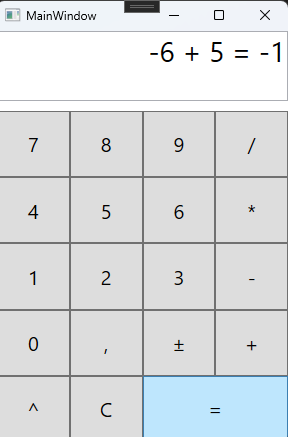 MainWindow
-6 + 5 = -1
7 8 9 /
4 5 6 *
1 2 3 -
0 , ± +
^ C =